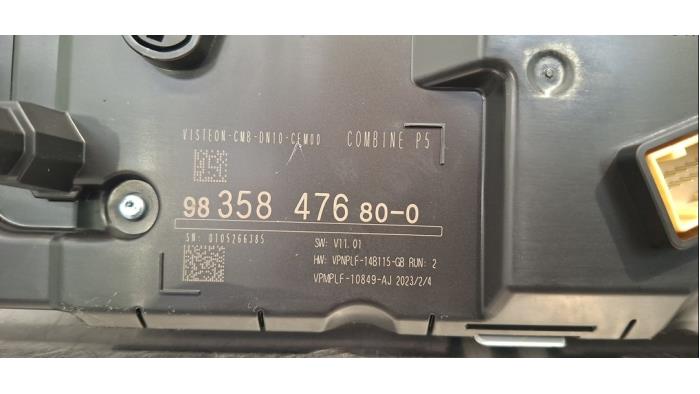 VISTEON-CMB-DN10-CEM00 COMBINE P5
98 358 476 80-0
SN: 0105266385
SW: V11.01
HW: VPNPLF-14B115-GB RUN: 2
VPMPLF-10849-AJ 2023/2/4